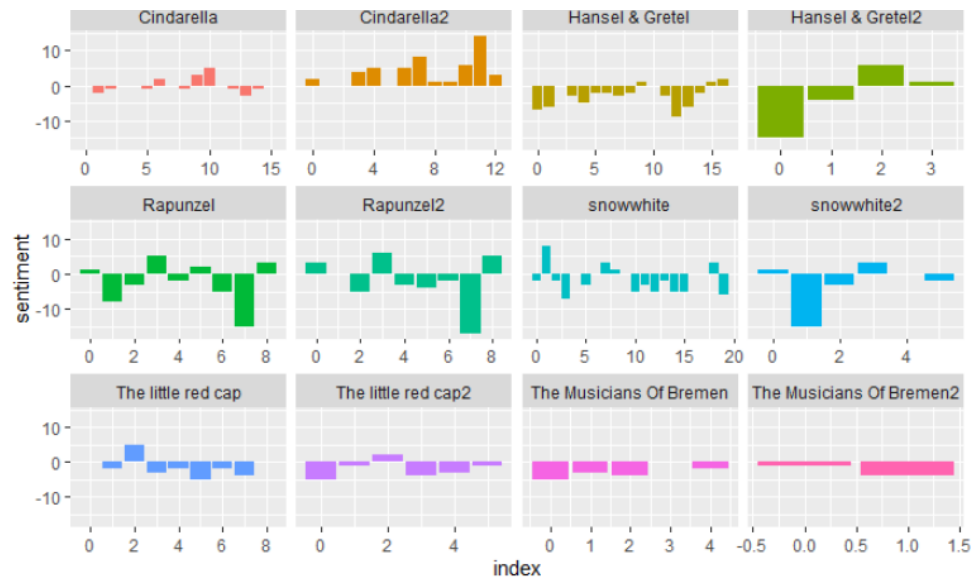 Cindarella Cindarella2 Hansel & Gretel Hansel & Gretel2
10
0
-10
0 5 10 15 0 4 8 12 0 5 10 15 0 1 2 3
Rapunzel Rapunzel2 snowwhite snowwhite2
10
0
-10
sentiment
0 2 4 6 8 0 2 4 6 8 0 5 10 15 20 0 2 4
The little red cap The little red cap2 The Musicians Of Bremen The Musicians Of Bremen2
10
0
-10
0 2 4 6 8 0 2 4 0 1 2 3 4 -0.5 0.0 0.5 1.0 1.5
index